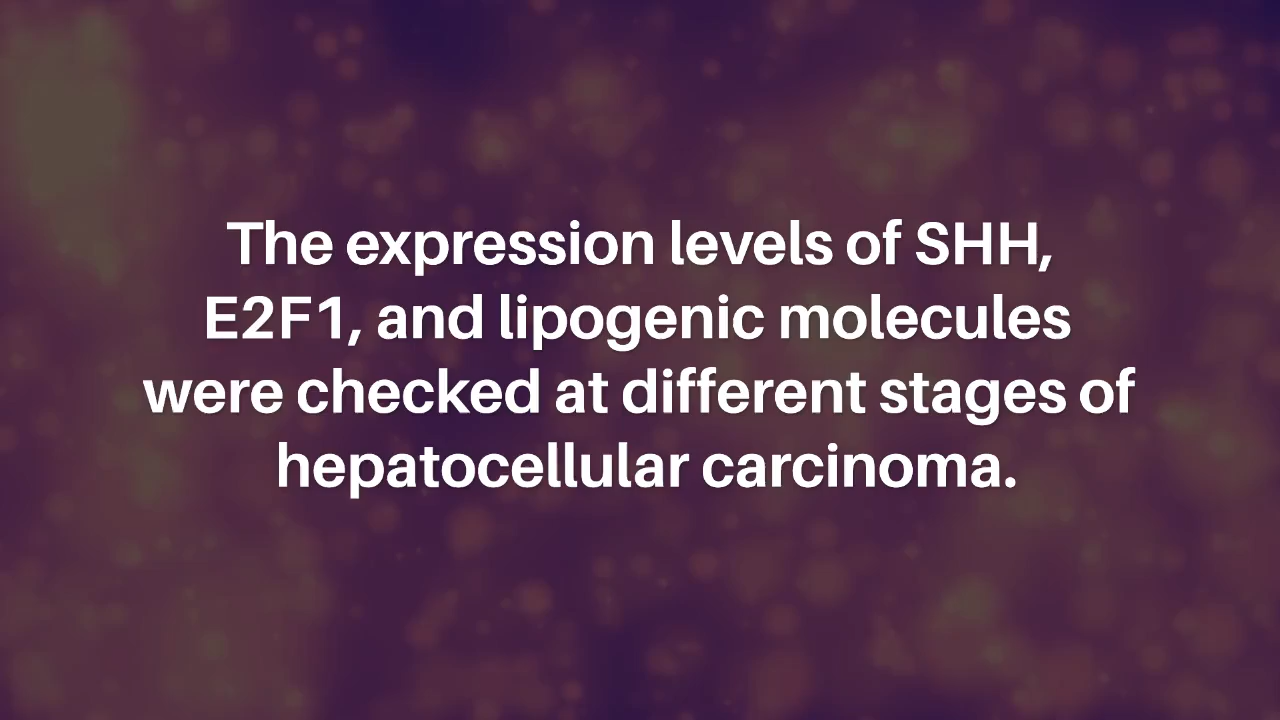 The expression levels of SHH,
E2F1, and lipogenic molecules
were checked at different stages of
hepatocellular carcinoma.